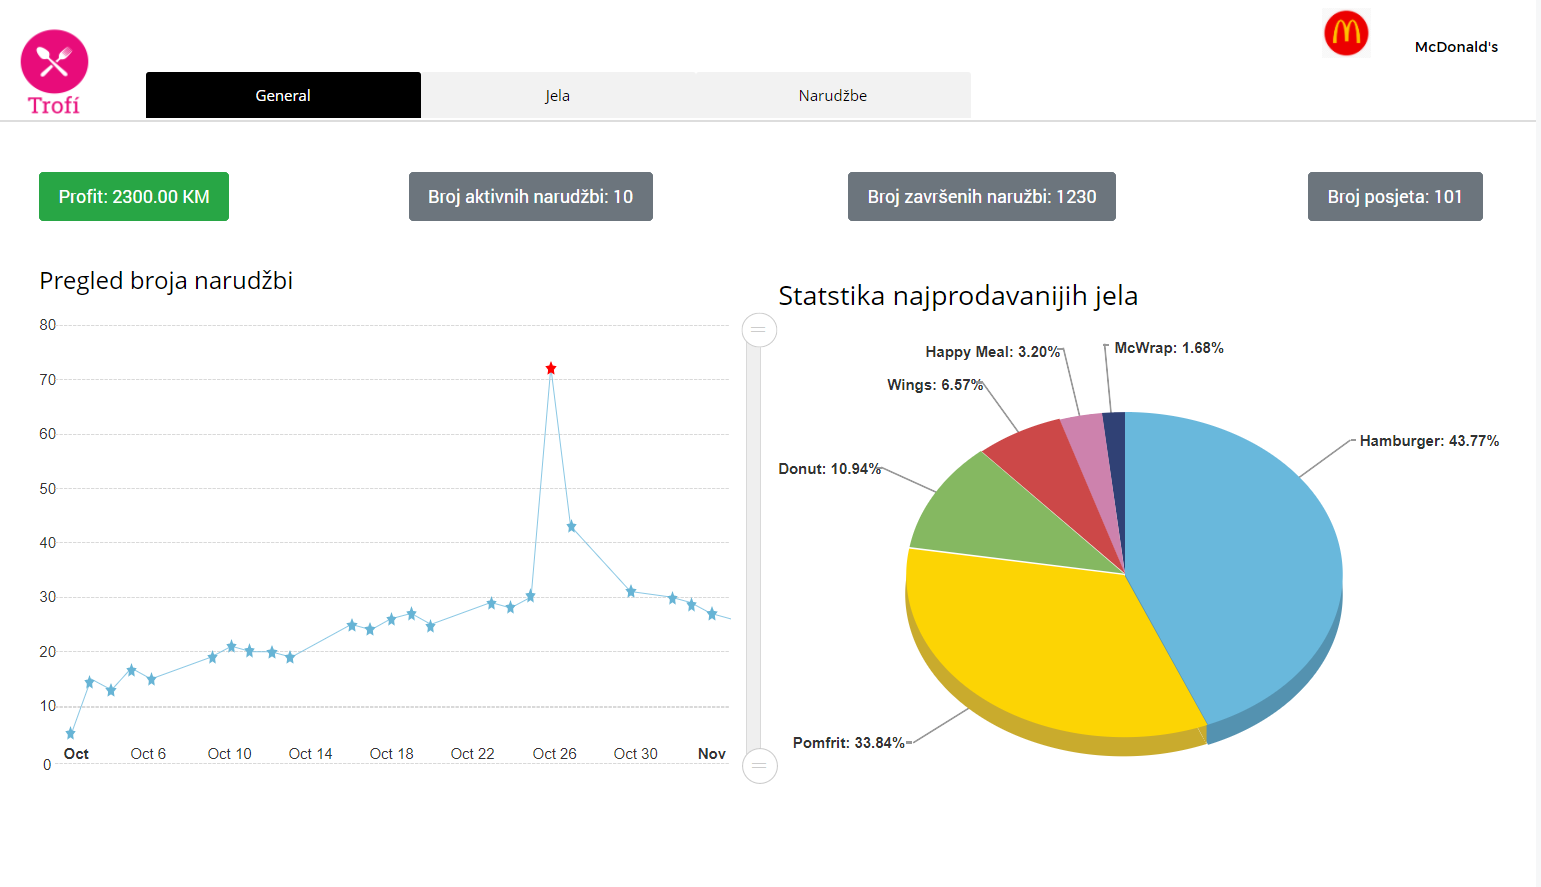 McDonald's
Trofí
General
Jela
Narudžbe
Profit: 2300.00 KM
Broj aktivnih narudžbi: 10
Broj završenih naružbi: 1230
Broj posjeta: 101
Pregled broja narudžbi
80
70
60
50
40
30
20
10
0
Oct
Oct 6
Oct 10
Oct 14
Oct 18
Oct 22
Oct 26
Oct 30
Nov
Statstika najprodavanijih jela
McWrap: 1.68%
Happy Meal: 3.20%
Wings: 6.57%
Hamburger: 43.77%
Donut: 10.94%
Pomfrit: 33.84%